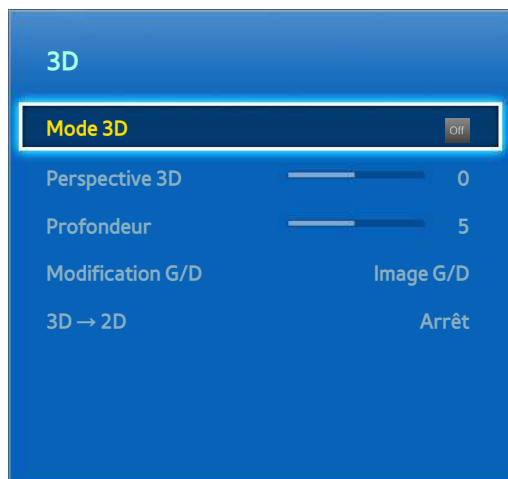 3D
Mode 3D Off
Perspective 3D 0
Profondeur 5
Modification G/D Image G/D
3D → 2D Arrêt